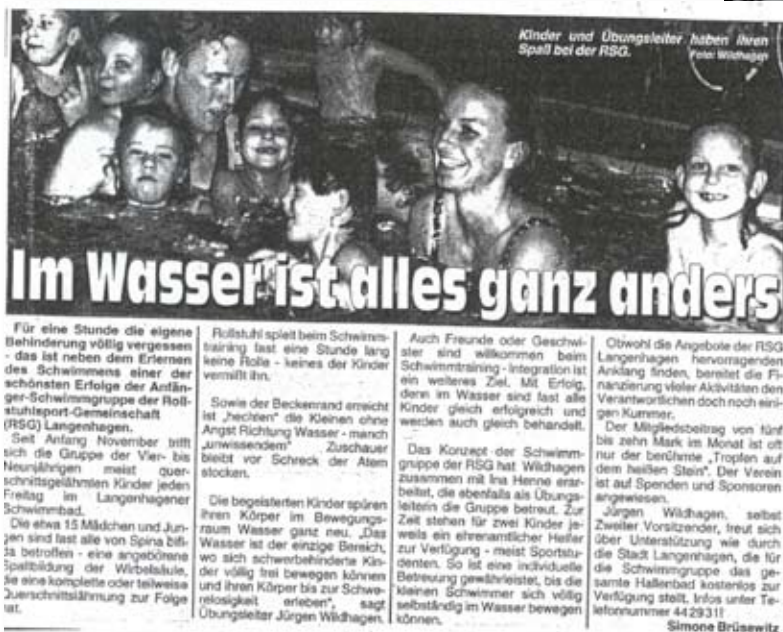 Kinder und Übungsleiter haben ihren
Spaß bei der RSG. Foto: Wildhagen
Im Wasser ist alles ganz anders
Für eine Stunde die eigene
Behinderung völlig vergessen
- das ist neben dem Erlernen
des Schwimmens einer der
schönsten Erfolge der Anfän-
ger-Schwimmgruppe der Roll-
stuhlsport-Gemeinschaft
(RSG) Langenhagen.
Seit Anfang November trifft
sich die Gruppe der Vier- bis
Neunjährigen meist quer-
schnittsgelähmten Kinder jeden
Freitag im Langenhagener
Schwimmbad.
Die etwa 15 Mädchen und Jun-
gen sind fast alle von Spina bifi-
da betroffen - eine angeborene
Spaltbildung der Wirbelsäule,
die eine komplette oder teilweise
Querschnittslähmung zur Folge
hat.
Rollstuhl spielt beim Schwimm-
training fast eine Stunde lang
keine Rolle - keines der Kinder
vermißt ihn.
Sowie der Beckenrand erreicht
ist „hechten" die Kleinen ohne
Angst Richtung Wasser - manch
„unwissendem" Zuschauer
bleibt vor Schreck der Atem
stocken.
Die begeisterten Kinder spüren
ihren Körper im Bewegungs-
raum Wasser ganz neu. „Das
Wasser ist der einzige Bereich,
wo sich schwerbehinderte Kin-
der völlig frei bewegen können
und ihren Körper bis zur Schwe-
relosigkeit erleben", sagt
Übungsleiter Jürgen Wildhagen.
Auch Freunde oder Geschwi-
ster sind willkommen beim
Schwimmtraining - Integration ist
ein weiteres Ziel. Mit Erfolg,
denn im Wasser sind fast alle
Kinder gleich erfolgreich und
werden auch gleich behandelt.
Das Konzept der Schwimm-
gruppe der RSG hat Wildhagen
zusammen mit Ina Henne erar-
beitet, die ebenfalls als Übungs-
leiterin die Gruppe betreut. Zur
Zeit stehen für zwei Kinder je-
weils ein ehrenamtlicher Helfer
zur Verfügung - meist Sportstu-
denten. So ist eine individuelle
Betreuung gewährleistet, bis die
kleinen Schwimmer sich völlig
selbständig im Wasser bewegen
können.
Obwohl die Angebote der RSG
Langenhagen hervorragenden
Anklang finden, bereitet die Fi-
nanzierung vieler Aktivitäten den
Verantwortlichen doch noch eini-
gen Kummer.
Der Mitgliedsbeitrag von fünf
bis zehn Mark im Monat ist oft
nur der berühmte „Tropfen auf
dem heißen Stein". Der Verein
ist auf Spenden und Sponsoren
angewiesen.
Jürgen Wildhagen, selbst
Zweiter Vorsitzender, freut sich
über Unterstützung wie durch
die Stadt Langenhagen, die für
die Schwimmgruppe das ge-
samte Hallenbad kostenlos zur
Verfügung stellt. Infos unter Te-
lefonnummer
Simone Brüsewitz